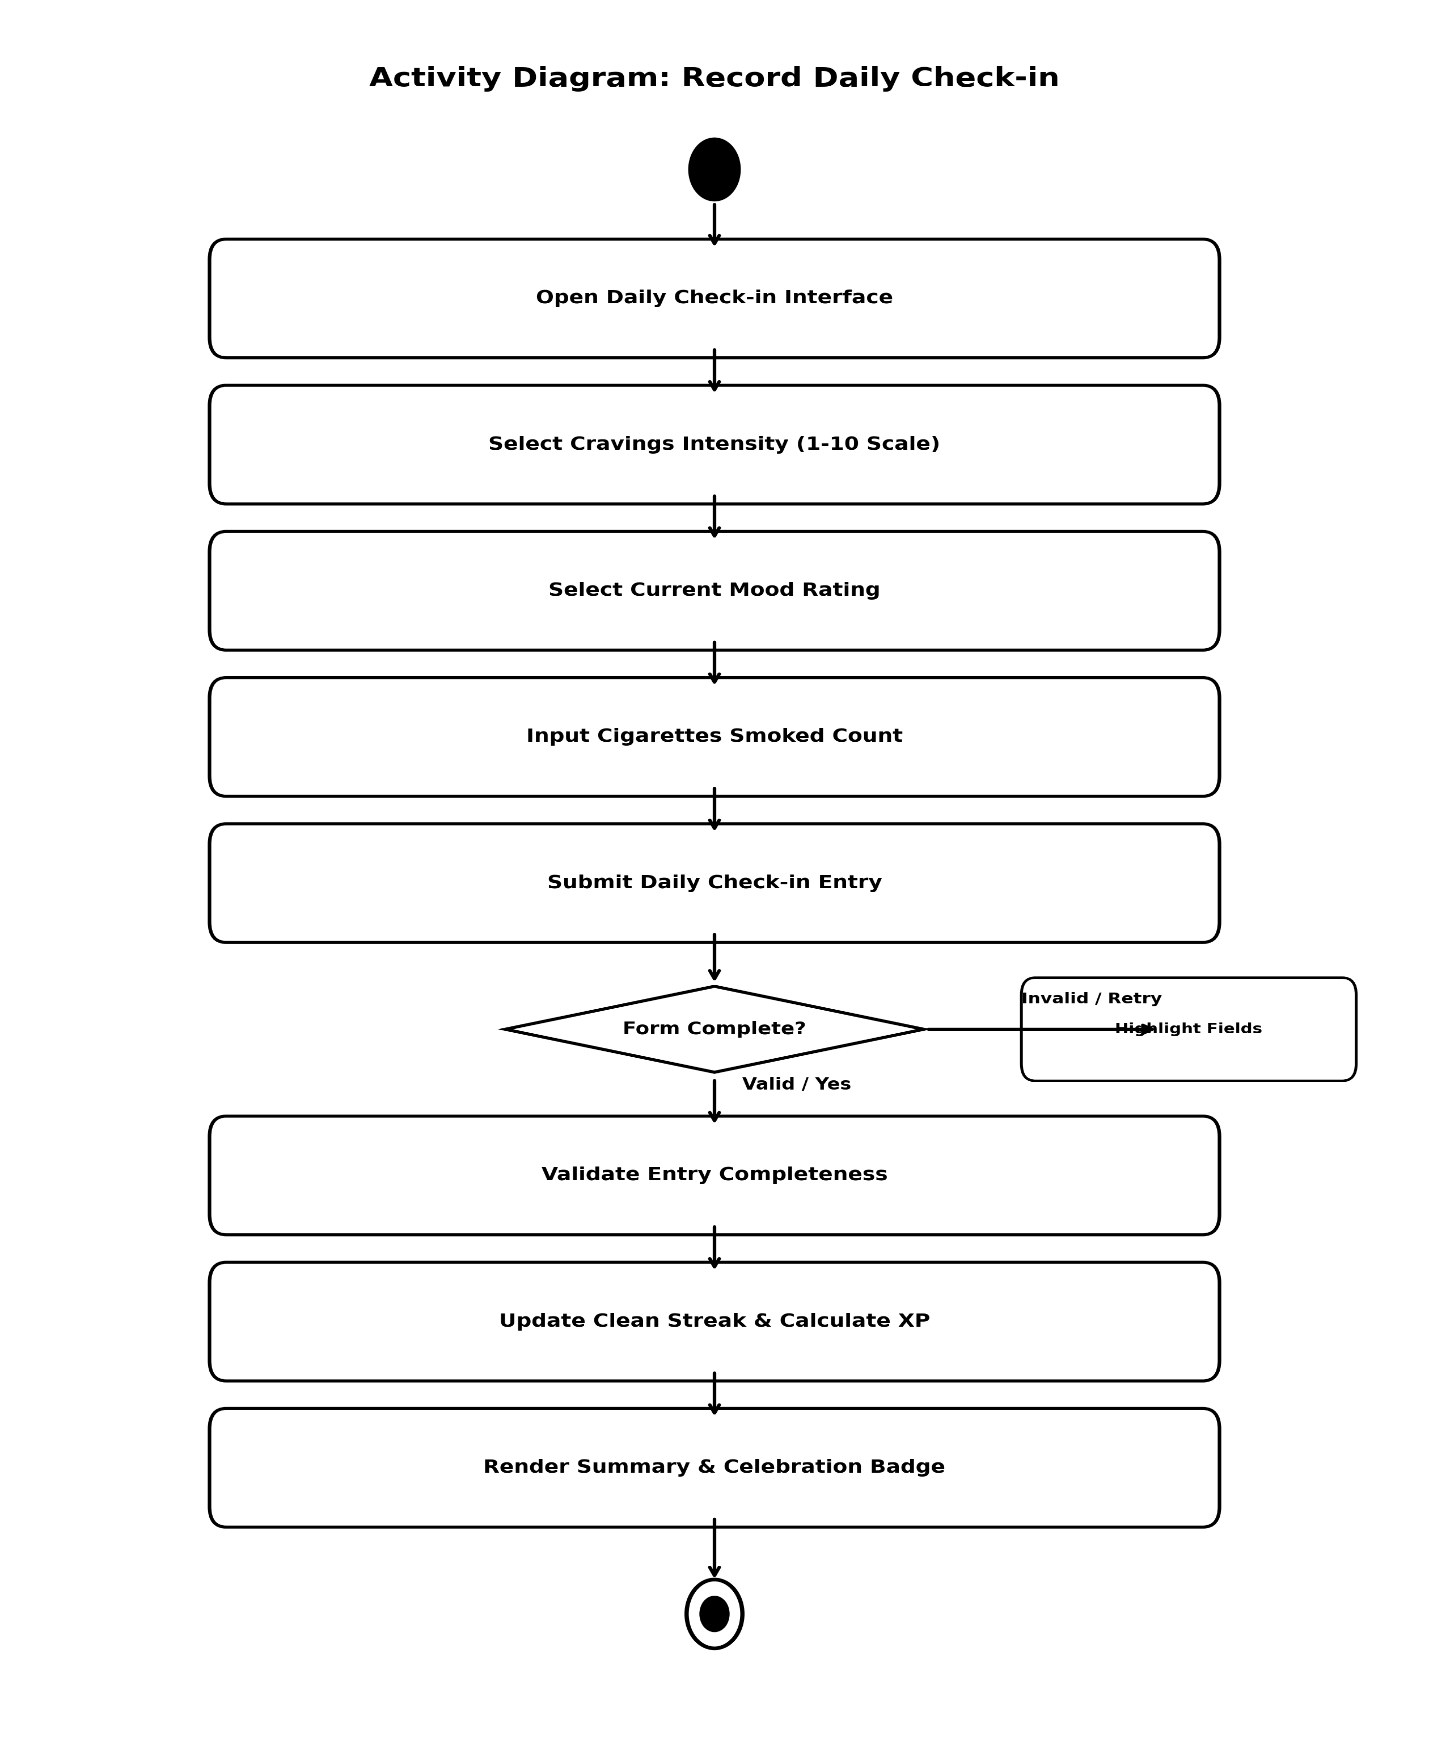 Activity Diagram: Record Daily Check-in
Open Daily Check-in Interface
Select Cravings Intensity (1-10 Scale)
Select Current Mood Rating
Input Cigarettes Smoked Count
Submit Daily Check-in Entry
Form Complete?
Invalid / Retry
Highlight Fields
Valid / Yes
Validate Entry Completeness
Update Clean Streak & Calculate XP
Render Summary & Celebration Badge